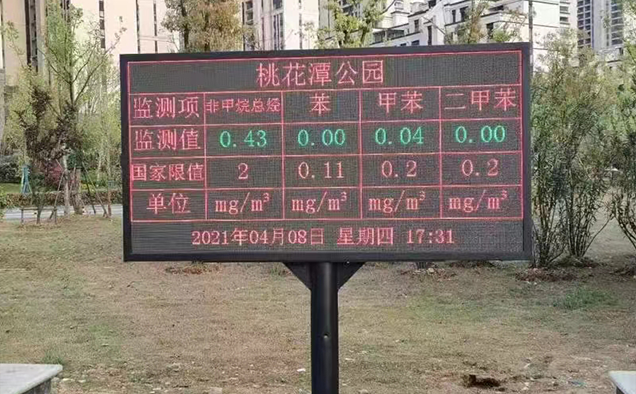 桃花潭公园
监测项 非甲烷总烃 苯 甲苯 二甲苯
监测值 0.43 0.00 0.04 0.00
国家限值 2 0.11 0.2 0.2
单位 mg/m³ mg/m³ mg/m³ mg/m³
2021年04月08日 星期四 17:31